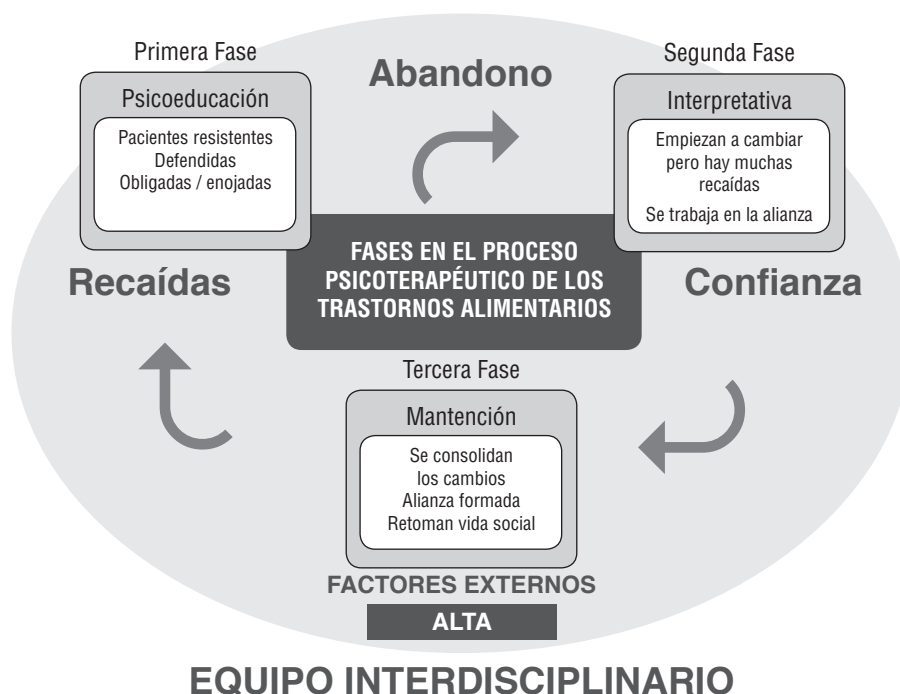 Primera Fase
Psicoeducación
Pacientes resistentes
Defendidas
Obligadas / enojadas
Abandono
Segunda Fase
Interpretativa
Empiezan a cambiar
pero hay muchas
recaídas
Se trabaja en la alianza
FASES EN EL PROCESO
PSICOTERAPÉUTICO DE LOS
TRASTORNOS ALIMENTARIOS
Recaídas
Confianza
Tercera Fase
Mantención
Se consolidan
los cambios
Alianza formada
Retoman vida social
FACTORES EXTERNOS
ALTA
EQUIPO INTERDISCIPLINARIO